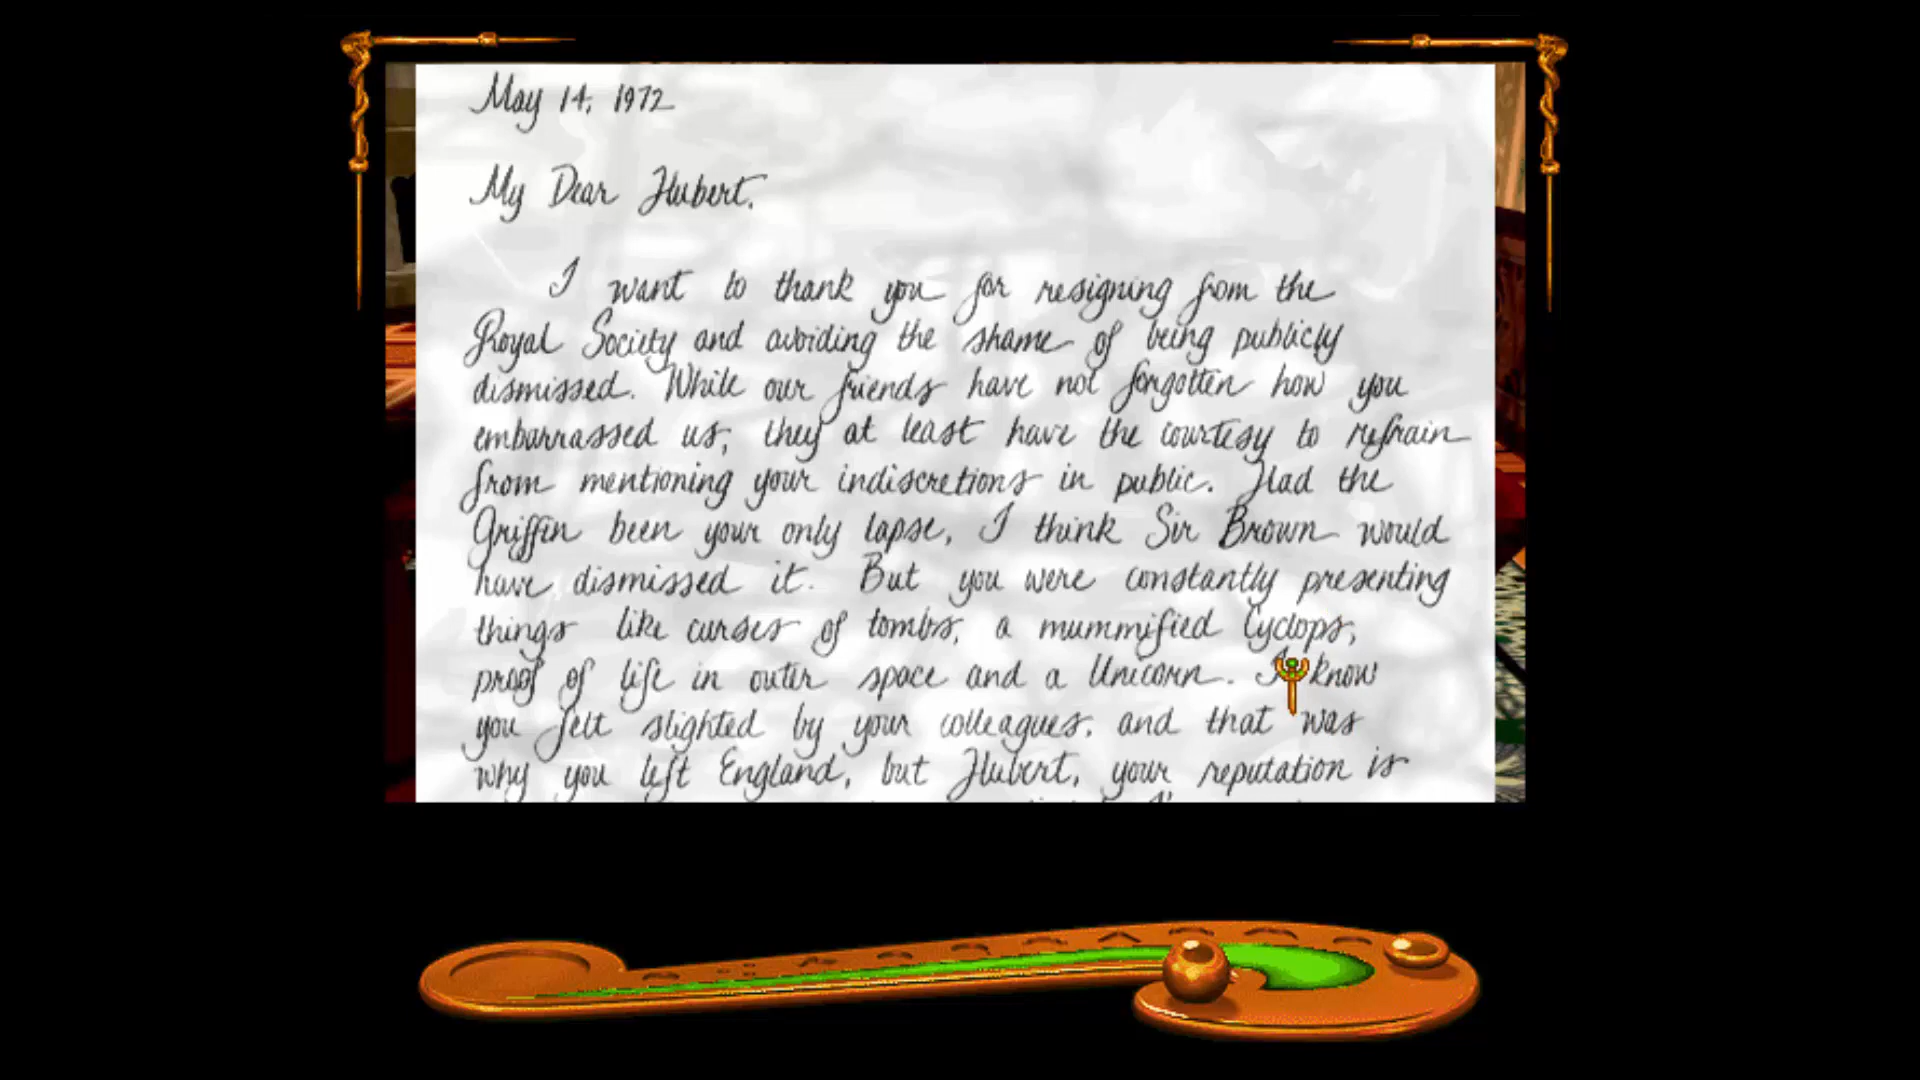 May 14, 1972
My Dear Hubert,
I want to thank you for resigning from the
Royal Society and avoiding the shame of being publicly
dismissed. While our friends have not forgotten how you
embarrassed us, they at least have the courtesy to refrain
from mentioning your indiscretions in public. Had the
Griffin been your only lapse, I think Sir Brown would
have dismissed it. But you were constantly presenting
things like curses of tombs, a mummified Cyclops,
proof of life in outer space and a Unicorn. I know
you felt slighted by your colleagues, and that was
why you left England, but Hubert, your reputation is